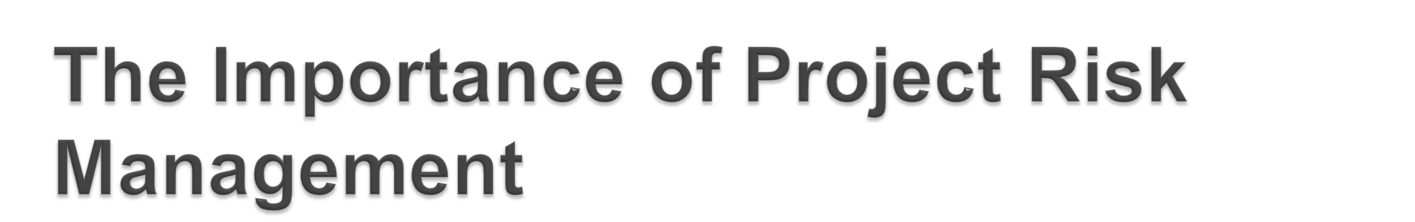 The Importance of Project Risk
Management